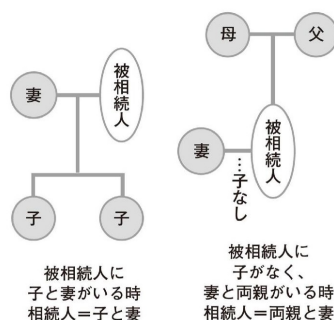 妻
被相続人
子
子
被相続人に
子と妻がいる時
相続人＝子と妻
母
父
妻
…子なし
被相続人
被相続人に
子がなく、
妻と両親がいる時
相続人＝両親と妻